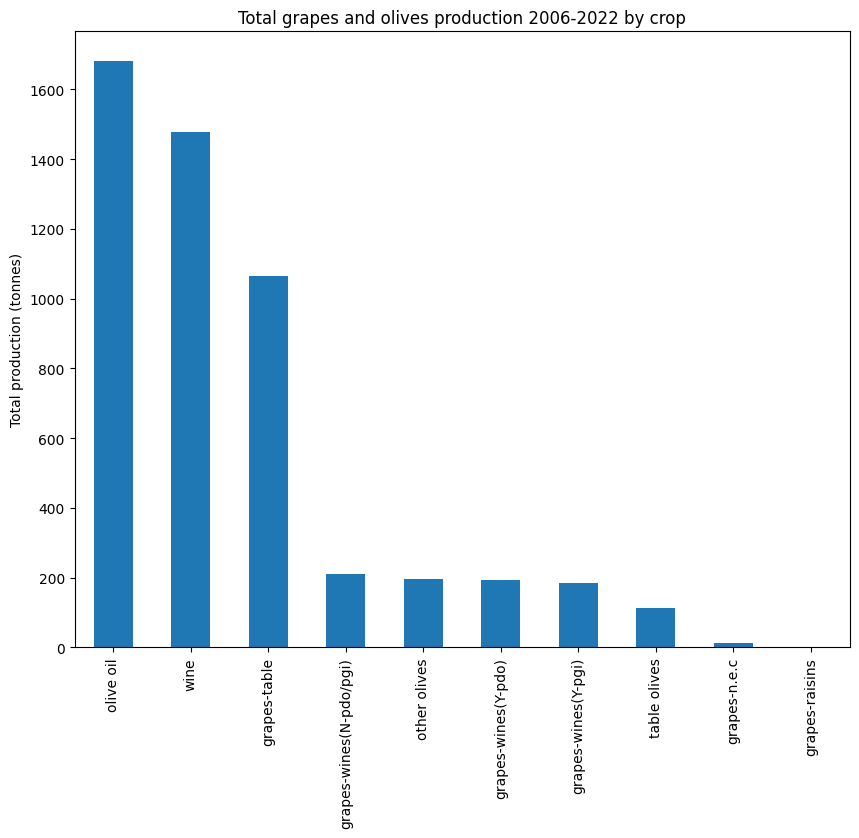 Total grapes and olives production 2006-2022 by crop
Total production (tonnes)
1600
1400
1200
1000
800
600
400
200
0
olive oil
wine
grapes-table
grapes-wines(N-pdo/pgi)
other olives
grapes-wines(Y-pdo)
grapes-wines(Y-pgi)
table olives
grapes-n.e.c
grapes-raisins